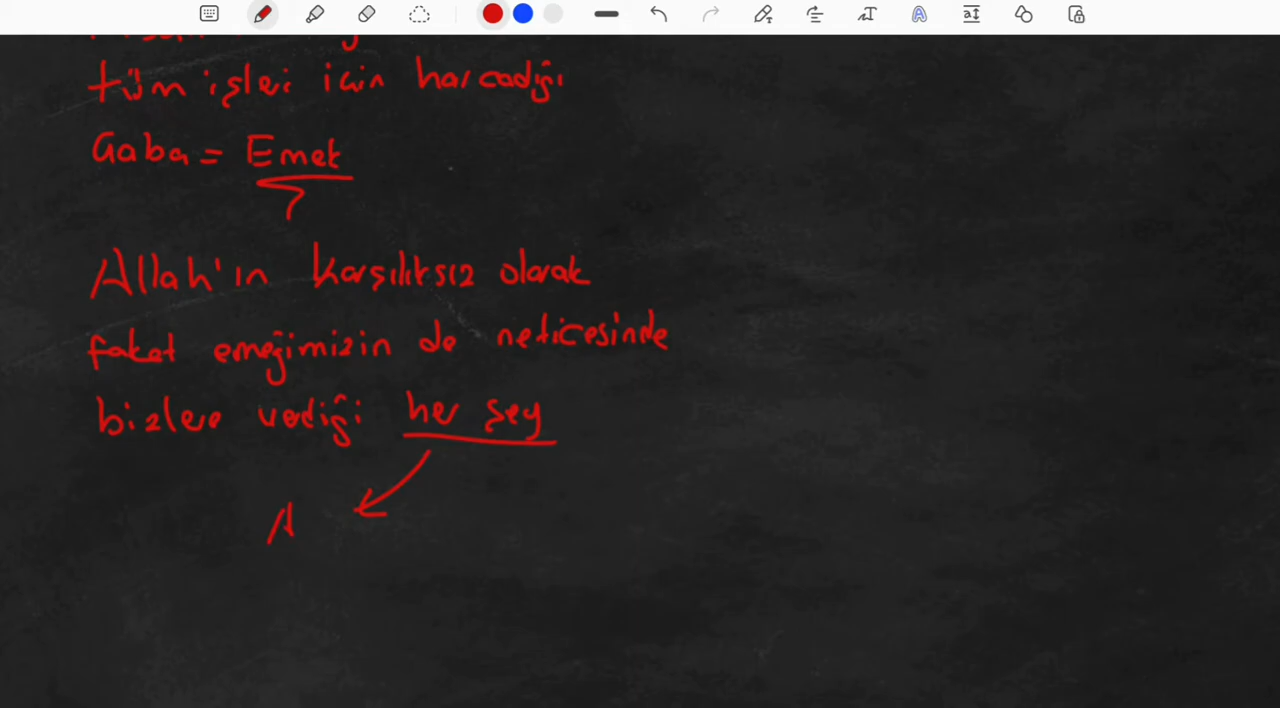 tüm işleri için harcadığı
Gaba = Emek
Allah'ın karşılıksız olarak
fakat emeğimizin de neticesinde
bizlere verdiği her şey
A